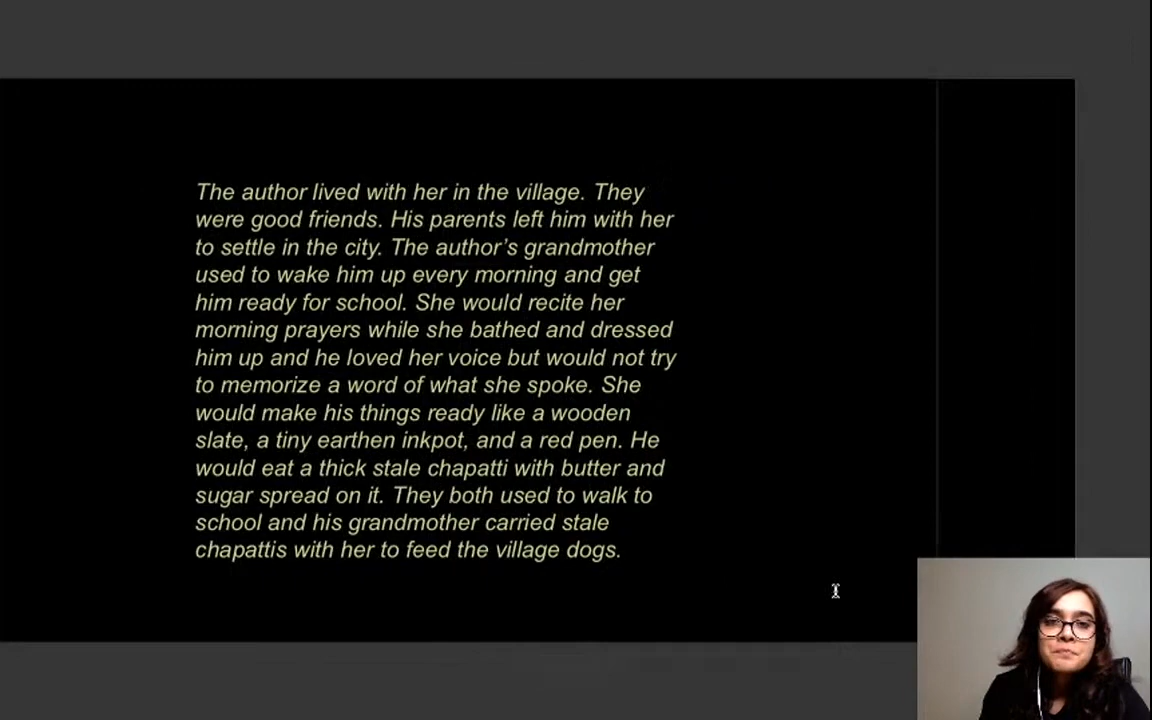 The author lived with her in the village. They
were good friends. His parents left him with her
to settle in the city. The author’s grandmother
used to wake him up every morning and get
him ready for school. She would recite her
morning prayers while she bathed and dressed
him up and he loved her voice but would not try
to memorize a word of what she spoke. She
would make his things ready like a wooden
slate, a tiny earthen inkpot, and a red pen. He
would eat a thick stale chapatti with butter and
sugar spread on it. They both used to walk to
school and his grandmother carried stale
chapattis with her to feed the village dogs.